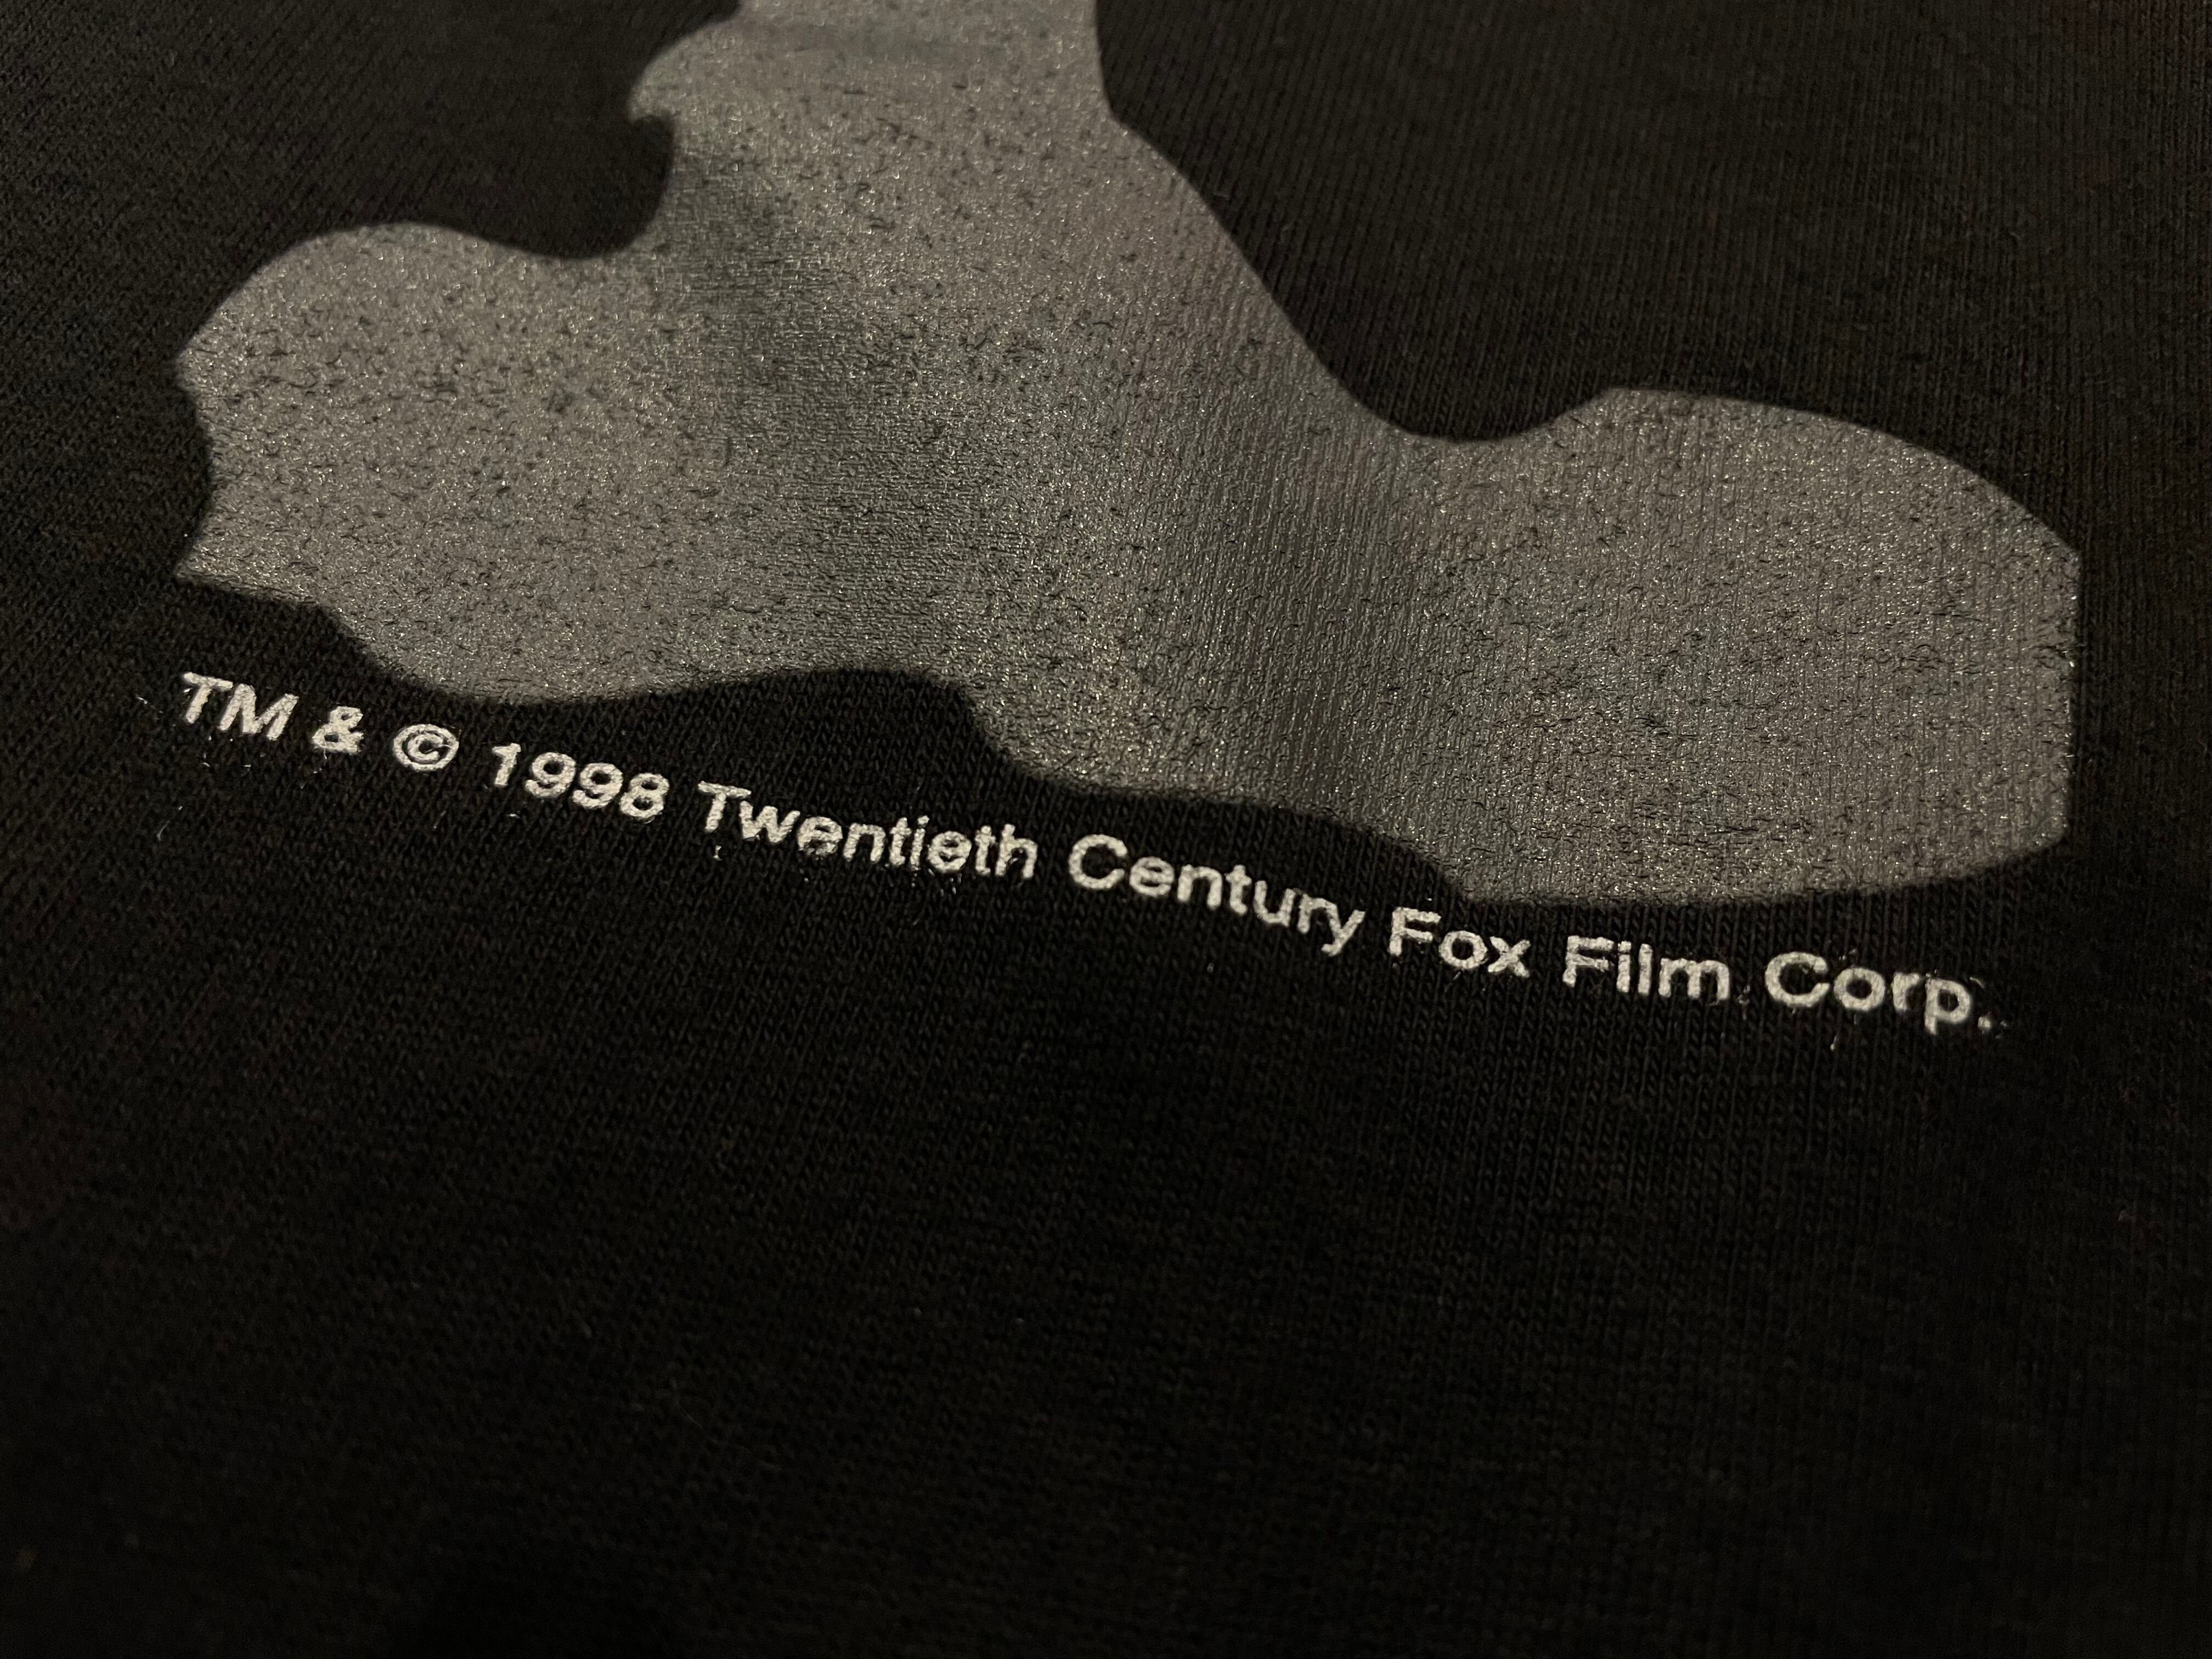 TM & © 1998 Twentieth Century Fox Film Corp.